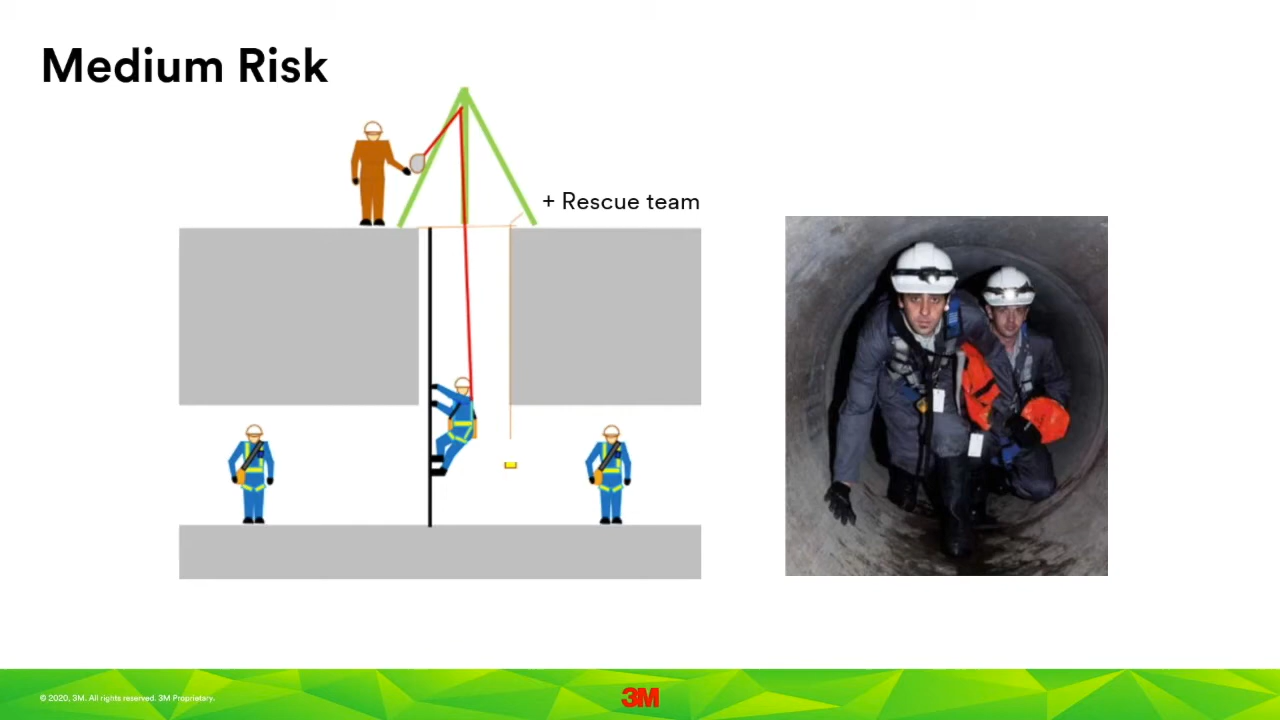 Medium Risk
+ Rescue team
© 2020, 3M. All rights reserved. 3M Proprietary.
3M